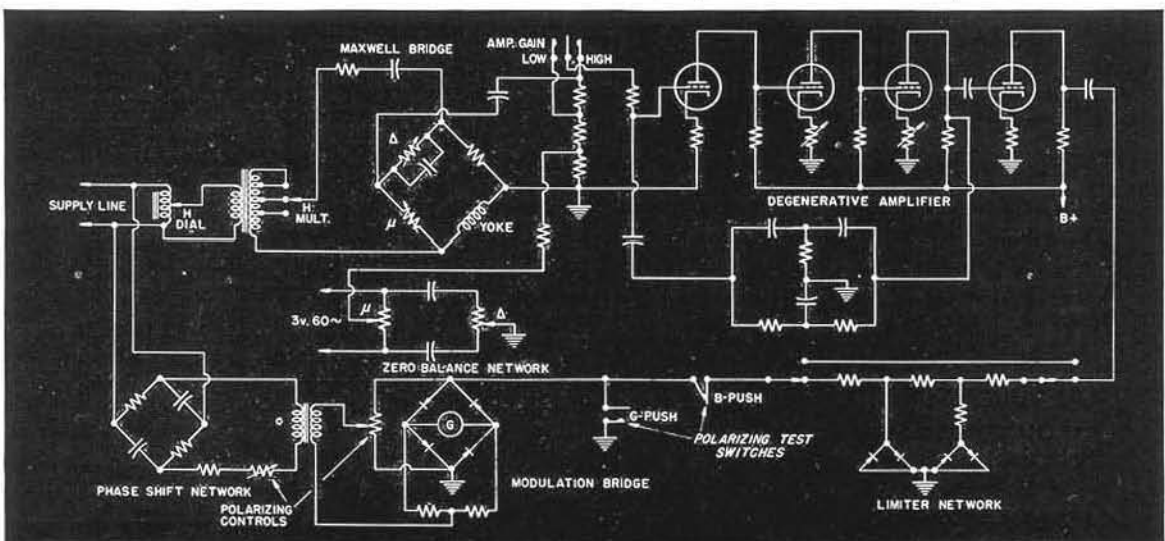 MAXWELL BRIDGE
AMP. GAIN
LOW
HIGH
Δ
μ
YOKE
SUPPLY LINE
H
DIAL
H
MULT.
DEGENERATIVE AMPLIFIER
B+
3v. 60~
μ
Δ
ZERO BALANCE NETWORK
G
B-PUSH
G-PUSH
POLARIZING TEST
SWITCHES
PHASE SHIFT NETWORK
POLARIZING
CONTROLS
MODULATION BRIDGE
LIMITER NETWORK